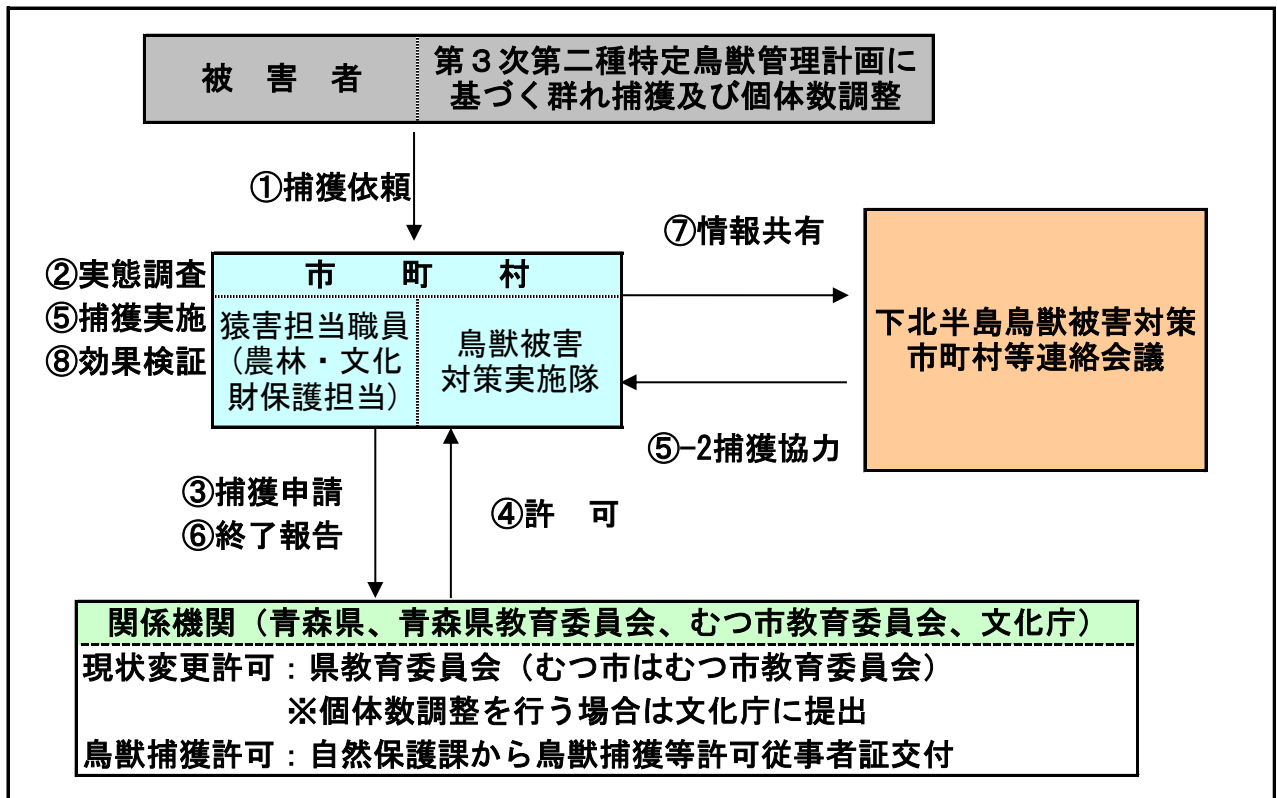 被　害　者
第３次第二種特定鳥獣管理計画に
基づく群れ捕獲及び個体数調整
①捕獲依頼
②実態調査
⑤捕獲実施
⑧効果検証
市　町　村
猿害担当職員
（農林・文化
財保護担当）
鳥獣被害
対策実施隊
⑦情報共有
下北半島鳥獣被害対策
市町村等連絡会議
⑤-2捕獲協力
③捕獲申請
⑥終了報告
④許　可
関係機関（青森県、青森県教育委員会、むつ市教育委員会、文化庁）
現状変更許可：県教育委員会（むつ市はむつ市教育委員会）
※個体数調整を行う場合は文化庁に提出
鳥獣捕獲許可：自然保護課から鳥獣捕獲等許可従事者証交付